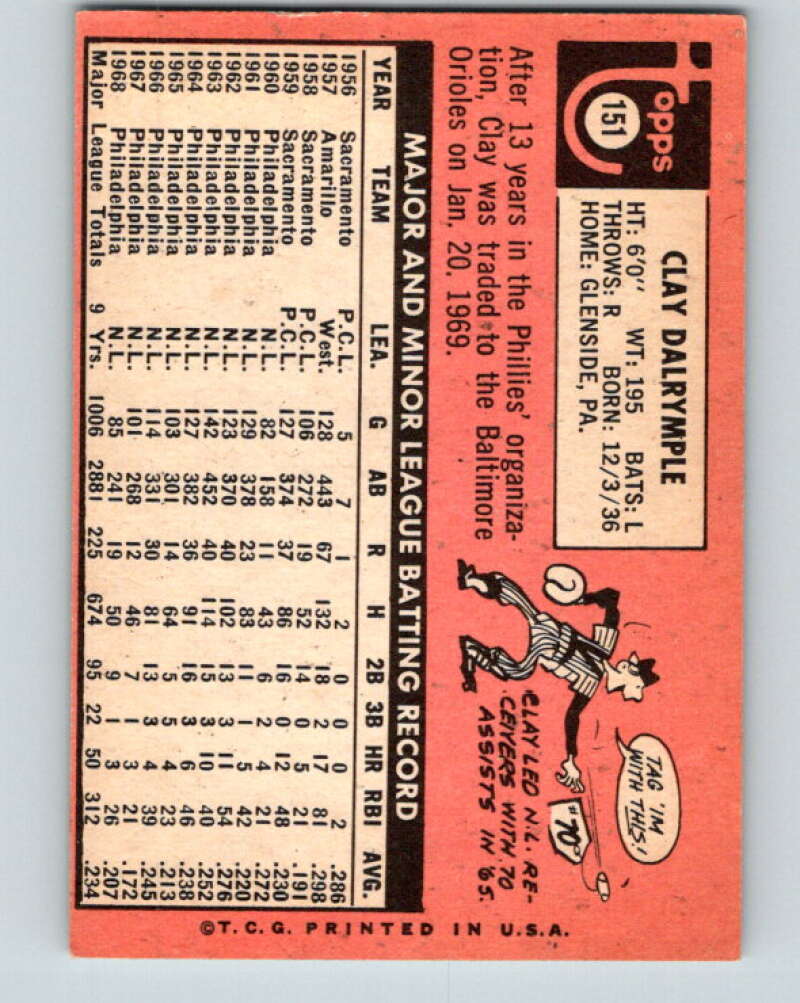 Topps
151
CLAY DALRYMPLE
HT: 6'0" WT: 195 BATS: L
THROWS: R BORN: 12/3/36
HOME: GLENSIDE, PA.
After 13 years in the Phillies' organiza-
tion, Clay was traded to the Baltimore
Orioles on Jan, 20. 1969.
TAG 'IM
WITH THIS!
#70
CLAY LED N.L. RE-
CEIVERS WITH 70
ASSISTS IN '65.
MAJOR AND MINOR LEAGUE BATTING RECORD
YEAR TEAM LEA. G AB R H 2B 3B HR RBI AVG.
1956 Sacramento P.C.L. 5 7 1 2 0 0 0 2 .286
1957 Amarillo West. 128 443 67 132 18 2 17 81 .298
1958 Sacramento P.C.L. 106 272 19 52 14 0 5 21 .191
1959 Sacramento P.C.L. 127 374 37 86 16 0 12 48 .230
1960 Philadelphia N.L. 82 158 11 43 6 2 4 21 .272
1961 Philadelphia N.L. 129 378 23 83 11 1 5 42 .220
1962 Philadelphia N.L. 123 370 40 102 13 3 11 54 .276
1963 Philadelphia N.L. 142 452 40 114 15 3 10 40 .252
1964 Philadelphia N.L. 127 382 36 91 16 3 6 46 .238
1965 Philadelphia N.L. 103 301 14 64 5 5 4 23 .213
1966 Philadelphia N.L. 114 331 30 81 13 3 4 39 .245
1967 Philadelphia N.L. 101 268 12 46 7 1 3 21 .172
1968 Philadelphia N.L. 85 241 19 50 9 1 3 26 .207
Major League Totals 9 Yrs. 1006 2881 225 674 95 22 50 312 .234
©T.C.G. PRINTED IN U.S.A.